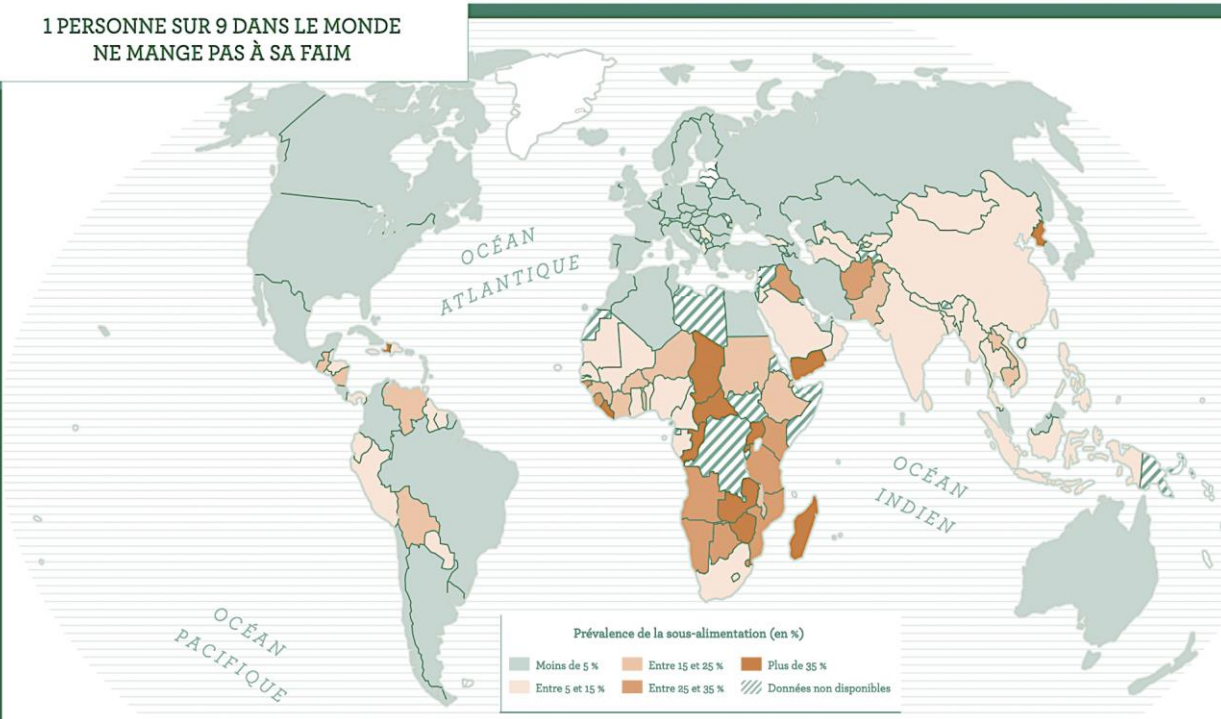 1 PERSONNE SUR 9 DANS LE MONDE
NE MANGE PAS À SA FAIM
OCÉAN
ATLANTIQUE
OCÉAN
INDIEN
OCÉAN
PACIFIQUE
Prévalence de la sous-alimentation (en %)
Moins de 5 %
Entre 15 et 25 %
Plus de 35 %
Entre 5 et 15 %
Entre 25 et 35 %
Données non disponibles